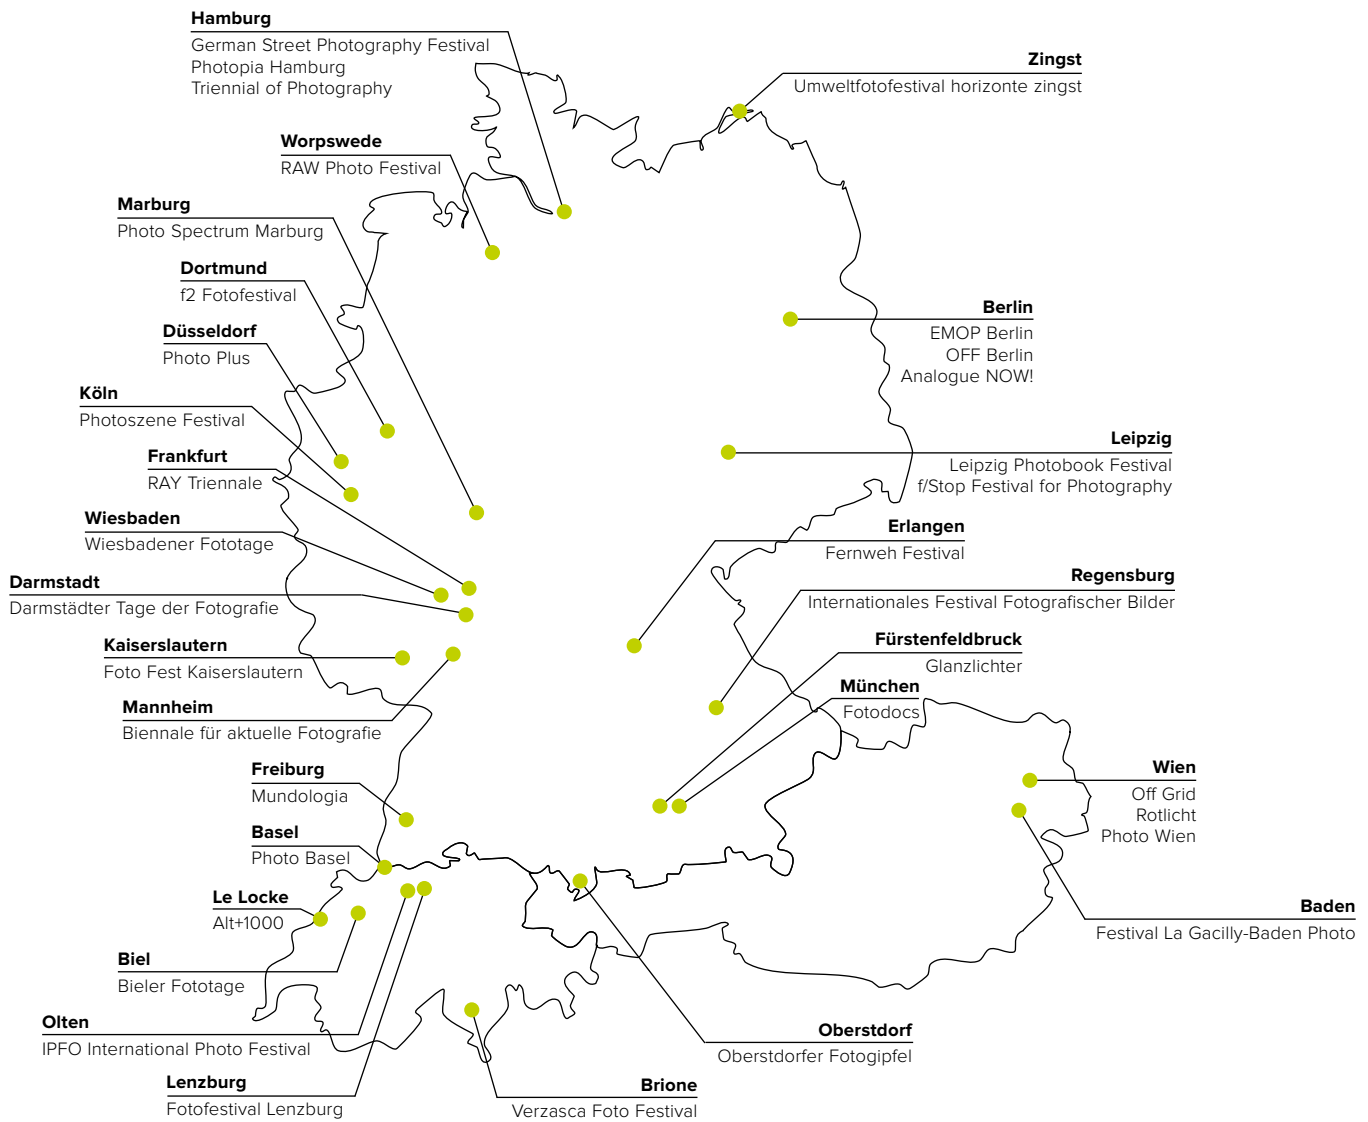 Hamburg
German Street Photography Festival
Photopia Hamburg
Triennial of Photography
Zingst
Umweltfotofestival horizonte zingst
Worpswede
RAW Photo Festival
Marburg
Photo Spectrum Marburg
Dortmund
f2 Fotofestival
Düsseldorf
Photo Plus
Köln
Photoszene Festival
Frankfurt
RAY Triennale
Wiesbaden
Wiesbadener Fototage
Darmstadt
Darmstädter Tage der Fotografie
Kaiserslautern
Foto Fest Kaiserslautern
Mannheim
Biennale für aktuelle Fotografie
Freiburg
Mundologia
Basel
Photo Basel
Le Locke
Alt+1000
Biel
Bieler Fototage
Olten
IPFO International Photo Festival
Lenzburg
Fotofestival Lenzburg
Berlin
EMOP Berlin
OFF Berlin
Analogue NOW!
Leipzig
Leipzig Photobook Festival
f/Stop Festival for Photography
Erlangen
Fernweh Festival
Regensburg
Internationales Festival Fotografischer Bilder
Fürstenfeldbruck
Glanzlichter
München
Fotodocs
Wien
Off Grid
Rotlicht
Photo Wien
Baden
Festival La Gacilly-Baden Photo
Oberstdorf
Oberstdorfer Fotogipfel
Brione
Verzasca Foto Festival